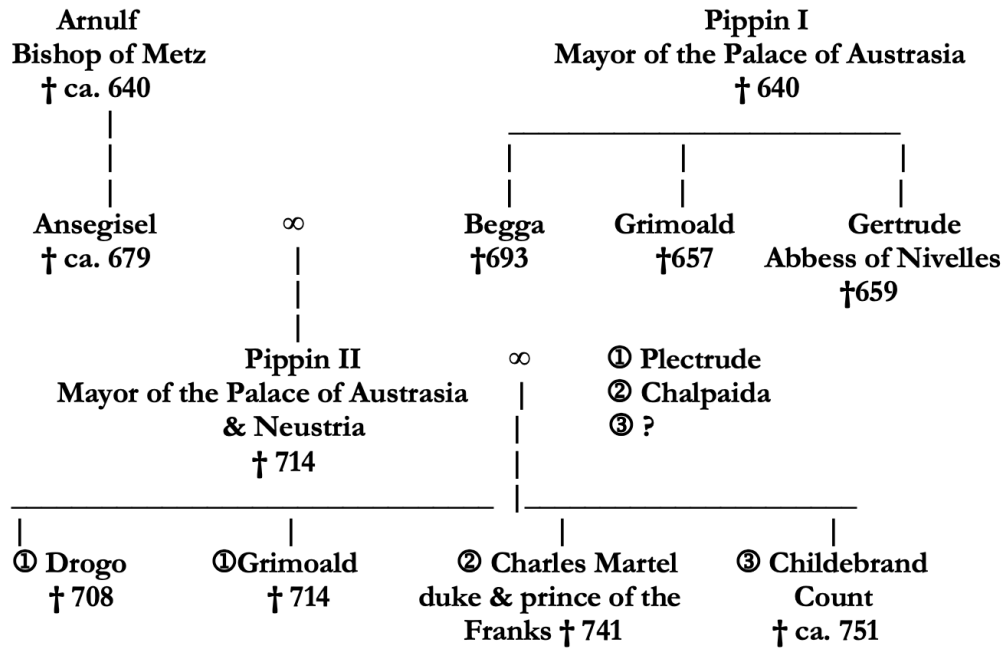 Arnulf
Bishop of Metz
† ca. 640
Pippin I
Mayor of the Palace of Austrasia
† 640
Ansegisel
† ca. 679
∞
Begga
†693
Grimoald
†657
Gertrude
Abbess of Nivelles
†659
Pippin II
Mayor of the Palace of Austrasia
& Neustria
† 714
∞
① Plectrude
② Chalpaida
③ ?
① Drogo
† 708
①Grimoald
† 714
② Charles Martel
duke & prince of the
Franks † 741
③ Childebrand
Count
† ca. 751